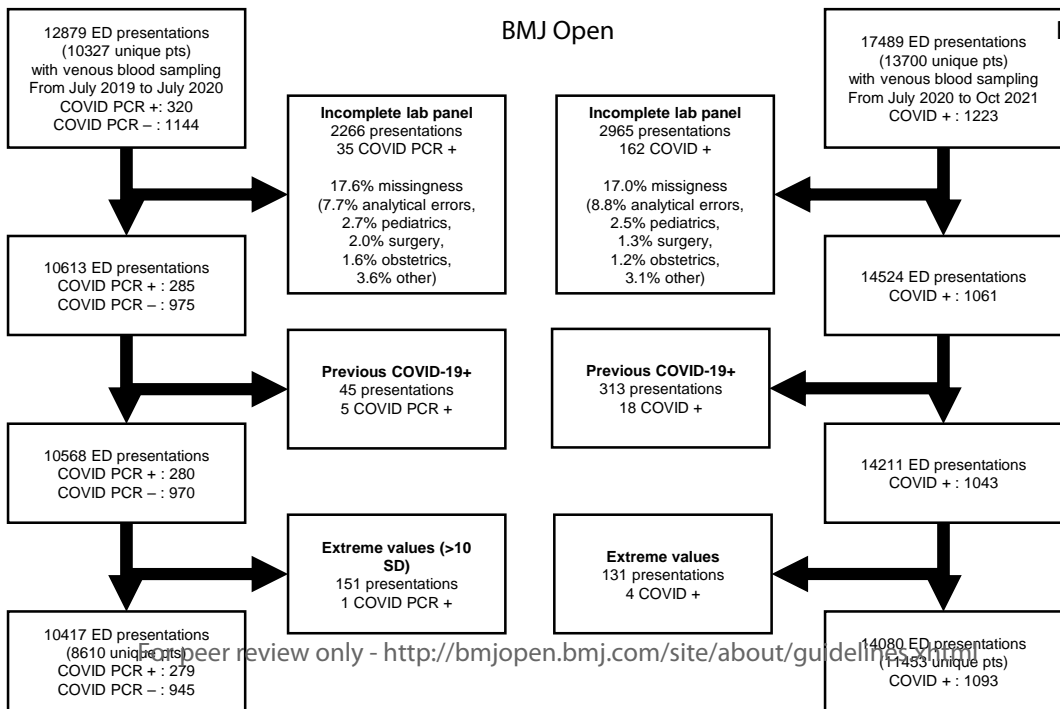 BMJ Open
12879 ED presentations
(10327 unique pts)
with venous blood sampling
From July 2019 to July 2020
COVID PCR +: 320
COVID PCR – : 1144
Incomplete lab panel
2266 presentations
35 COVID PCR +
17.6% missingness
(7.7% analytical errors,
2.7% pediatrics,
2.0% surgery,
1.6% obstetrics,
3.6% other)
10613 ED presentations
COVID PCR + : 285
COVID PCR – : 975
Previous COVID-19+
45 presentations
5 COVID PCR +
10568 ED presentations
COVID PCR + : 280
COVID PCR – : 970
Extreme values (>10
SD)
151 presentations
1 COVID PCR +
10417 ED presentations
(8610 unique pts)
COVID PCR + : 279
COVID PCR – : 945
17489 ED presentations
(13700 unique pts)
with venous blood sampling
From July 2020 to Oct 2021
COVID + : 1223
Incomplete lab panel
2965 presentations
162 COVID +
17.0% missigness
(8.8% analytical errors,
2.5% pediatrics,
1.3% surgery,
1.2% obstetrics,
3.1% other)
14524 ED presentations
COVID + : 1061
Previous COVID-19+
313 presentations
18 COVID +
14211 ED presentations
COVID + : 1043
Extreme values
131 presentations
4 COVID +
14080 ED presentations
(11453 unique pts)
COVID + : 1093
For peer review only - http://bmjopen.bmj.com/site/about/guidelines.xhtml